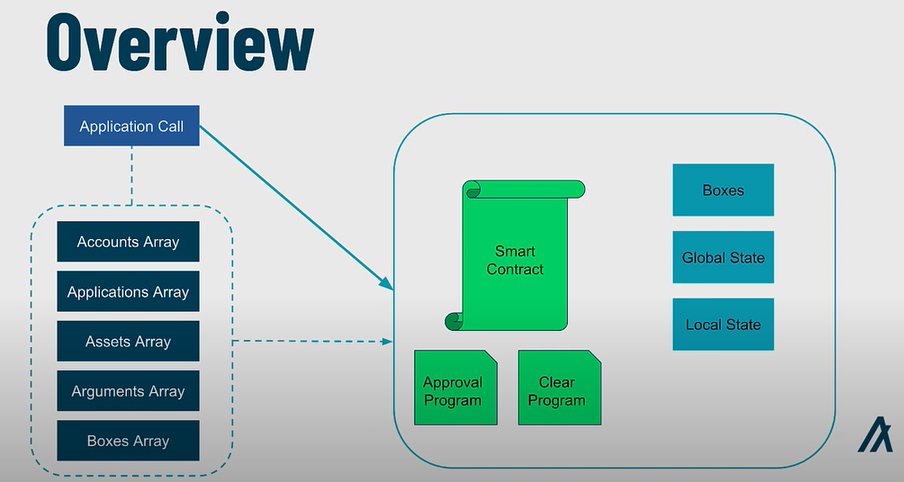 Overview
Application Call
Accounts Array
Applications Array
Assets Array
Arguments Array
Boxes Array
Smart
Contract
Approval
Program
Clear
Program
Boxes
Global State
Local State